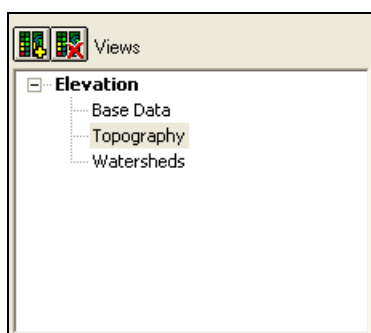 Views
Elevation
Base Data
Topography
Watersheds